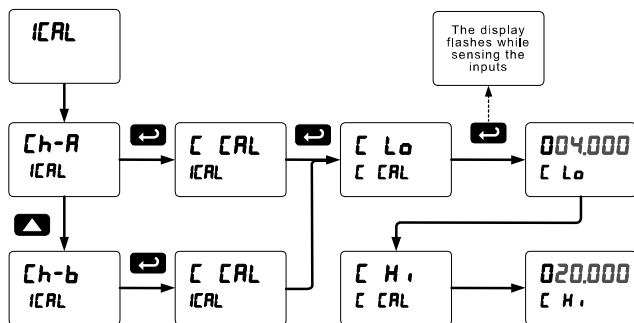 The display
flashes while
sensing the
inputs
ICAL
Ch-A
ICAL
C CAL
ICAL
C Lo
C CAL
004.000
C Lo
Ch-b
ICAL
C CAL
ICAL
C Hi
C CAL
020.000
C Hi